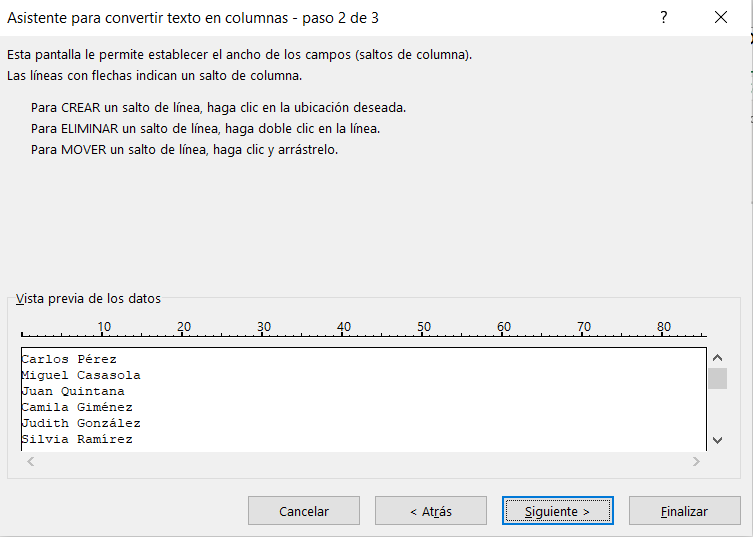 Asistente para convertir texto en columnas - paso 2 de 3 ?
Esta pantalla le permite establecer el ancho de los campos (saltos de columna).
Las líneas con flechas indican un salto de columna.
Para CREAR un salto de línea, haga clic en la ubicación deseada.
Para ELIMINAR un salto de línea, haga doble clic en la línea.
Para MOVER un salto de línea, haga clic y arrástrelo.
Vista previa de los datos
10 20 30 40 50 60 70 80
Carlos Pérez
Miguel Casasola
Juan Quintana
Camila Giménez
Judith González
Silvia Ramírez
Cancelar < Atrás Siguiente > Finalizar